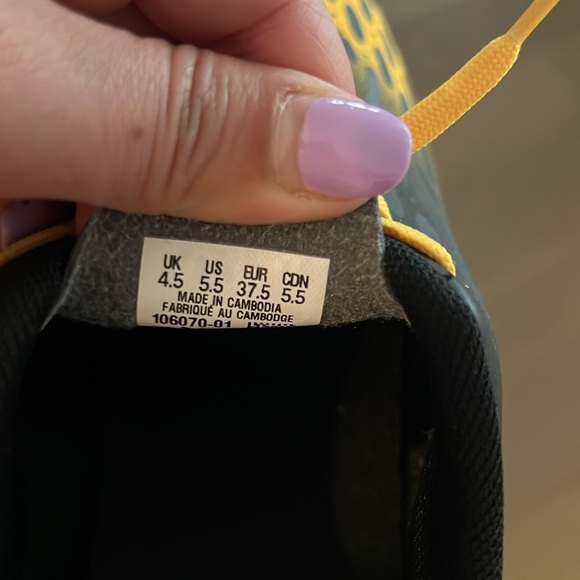 UK US EUR CDN
4.5 5.5 37.5 5.5
MADE IN CAMBODIA
FABRIQUÉ AU CAMBODGE
106070-01